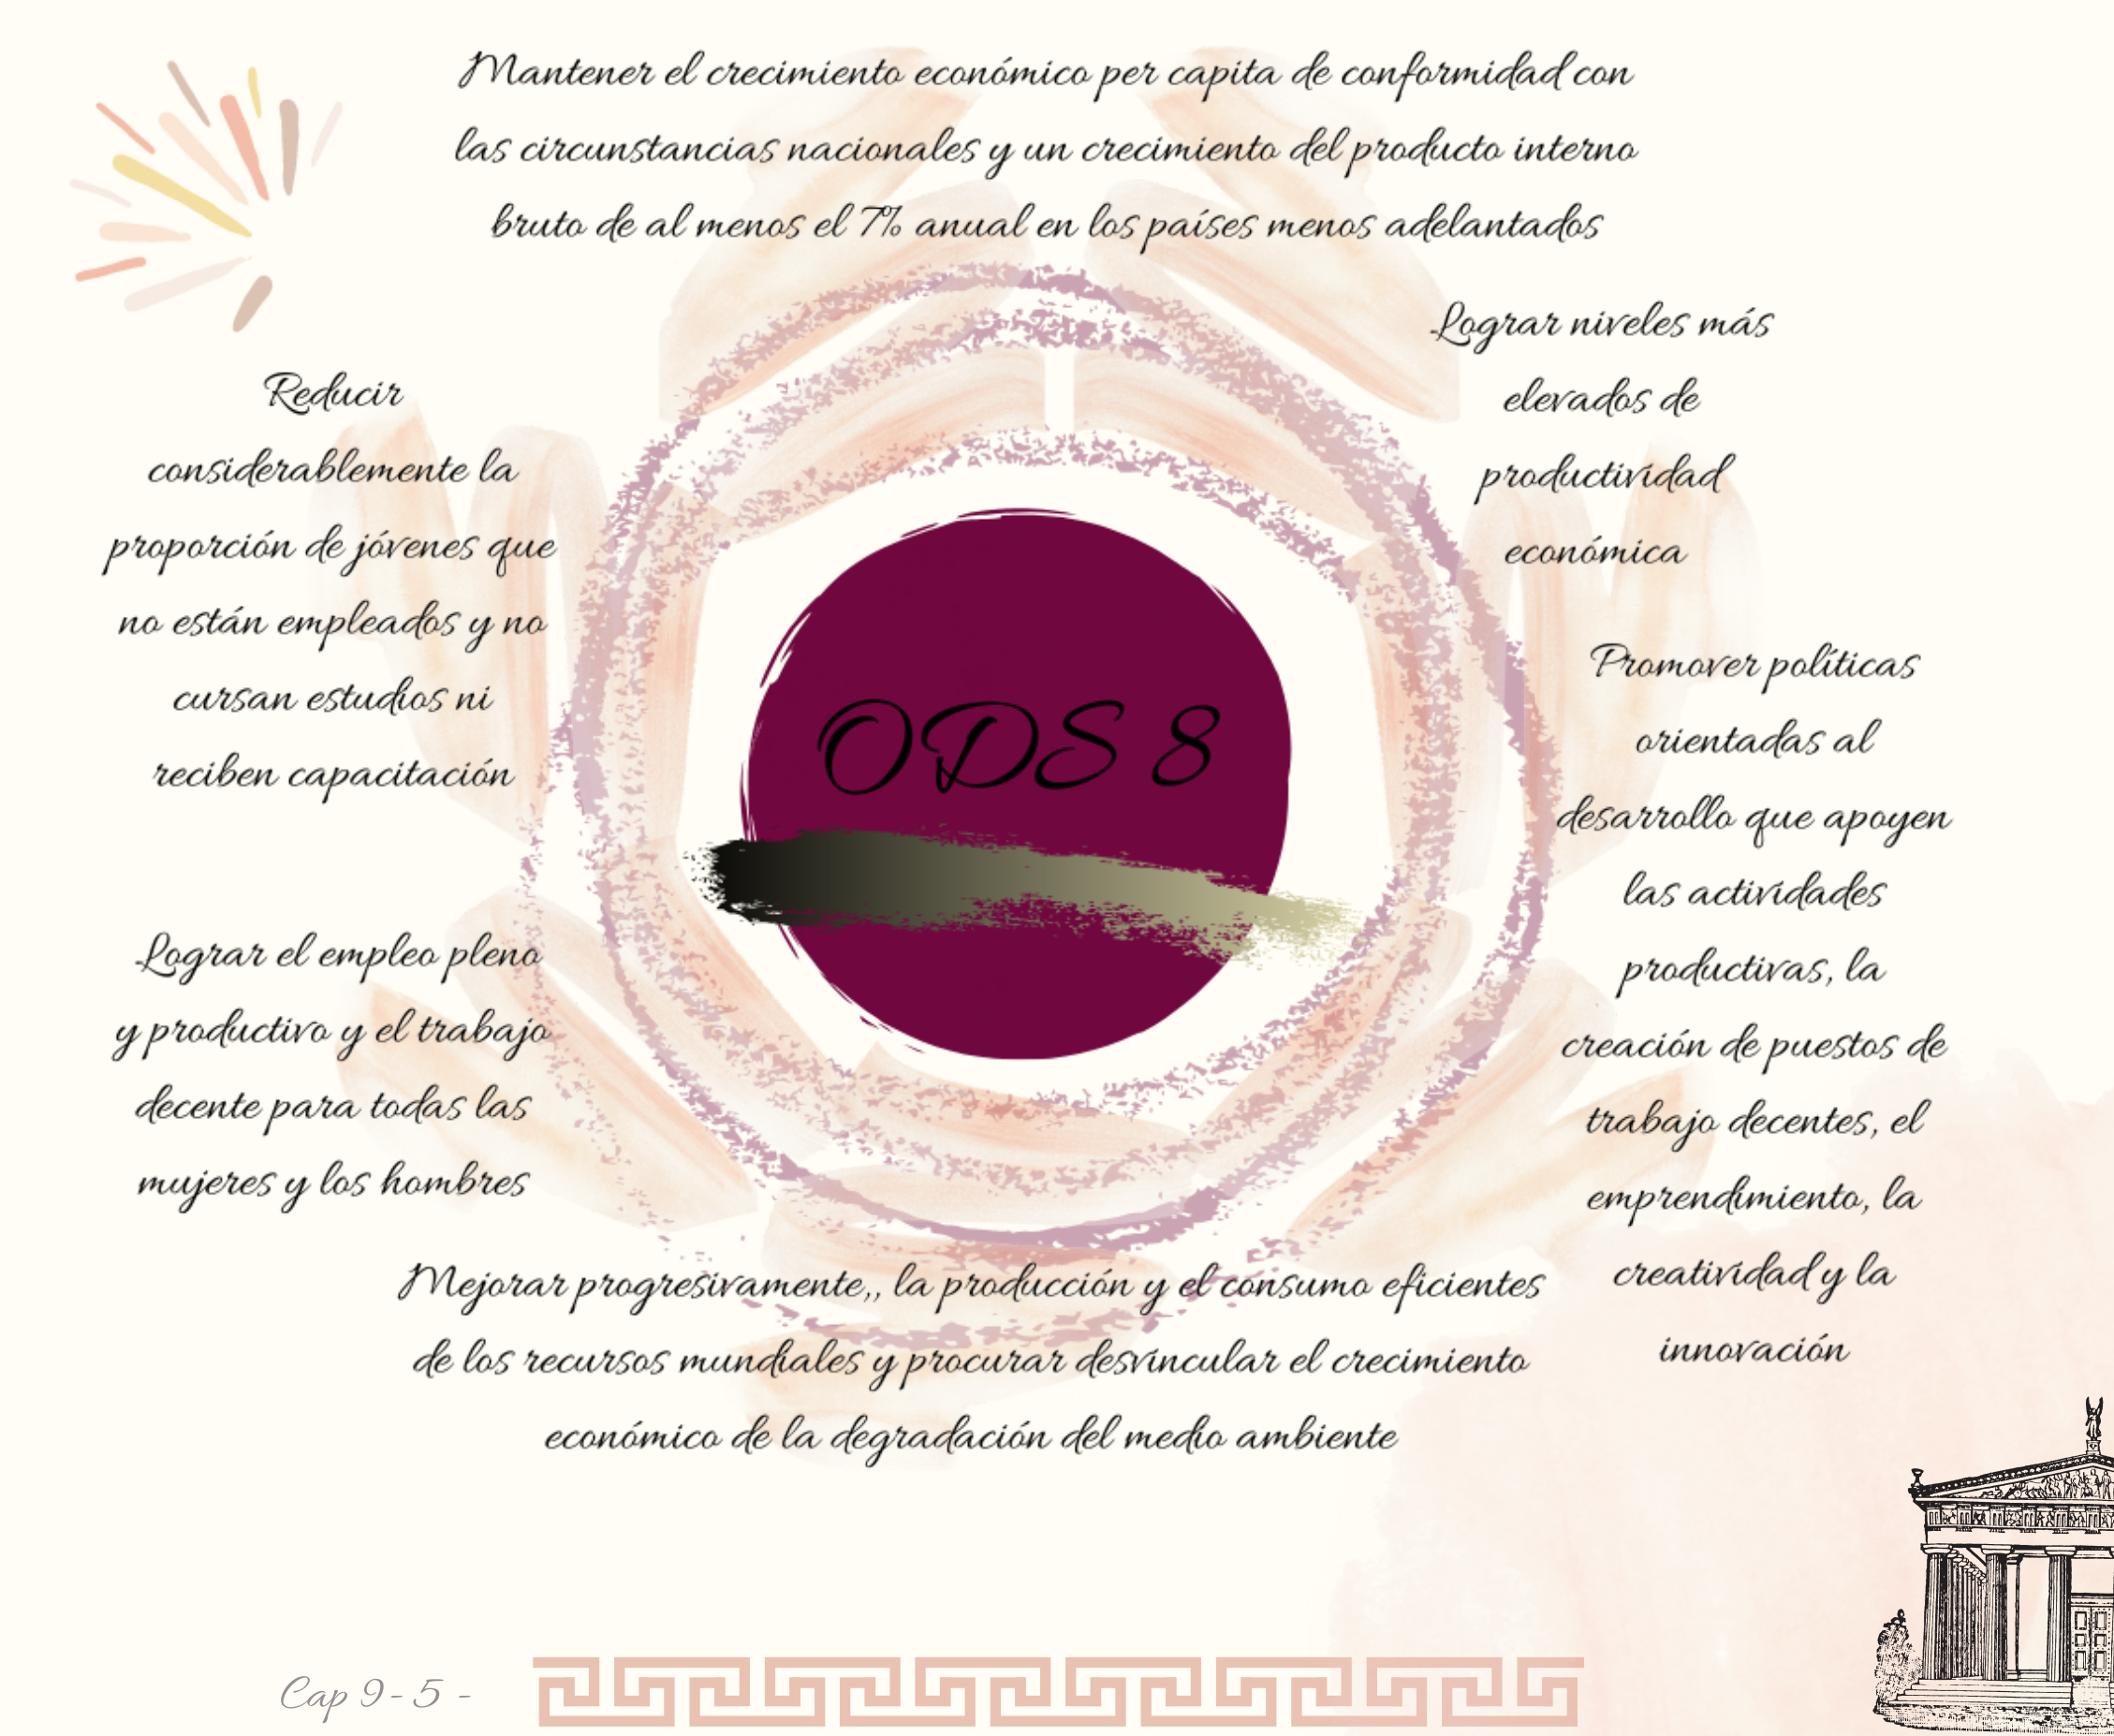 Mantener el crecimiento económico per capita de conformidad con
las circunstancias nacionales y un crecimiento del producto interno
bruto de al menos el 7% anual en los países menos adelantados
Lograr niveles más
elevados de
productividad
económica
Promover políticas
orientadas al
desarrollo que apoyen
las actividades
productivas, la
creación de puestos de
trabajo decentes, el
emprendimiento, la
creatividad y la
innovación
Mejorar progresivamente,, la producción y el consumo eficientes
de los recursos mundiales y procurar desvincular el crecimiento
económico de la degradación del medio ambiente
Lograr el empleo pleno
y productivo y el trabajo
decente para todas las
mujeres y los hombres
Reducir
considerablemente la
proporción de jóvenes que
no están empleados y no
cursan estudios ni
reciben capacitación
ODS 8
Cap 9 - 5 -